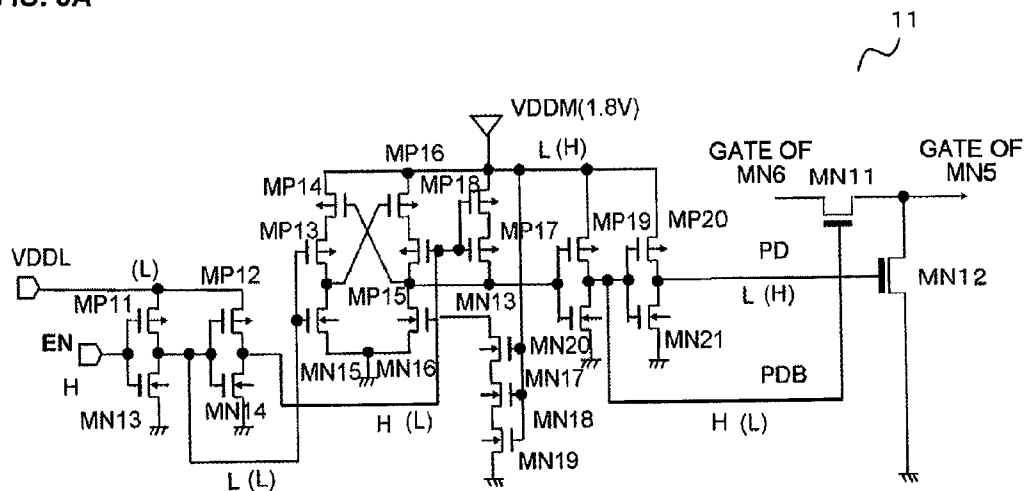 FIG. 6A
11
VDDM(1.8V)
L (H)
MP16
MP14
MP18
GATE OF
MN6
MN11
GATE OF
MN5
MP13
MP17
MP19
MP20
VDDL
(L)
MP12
PD
MP11
MP15
MN13
L (H)
MN12
EN
H
MN20
MN21
MN15
MN16
MN17
PDB
MN13
MN14
H (L)
MN18
H (L)
MN19
L (L)